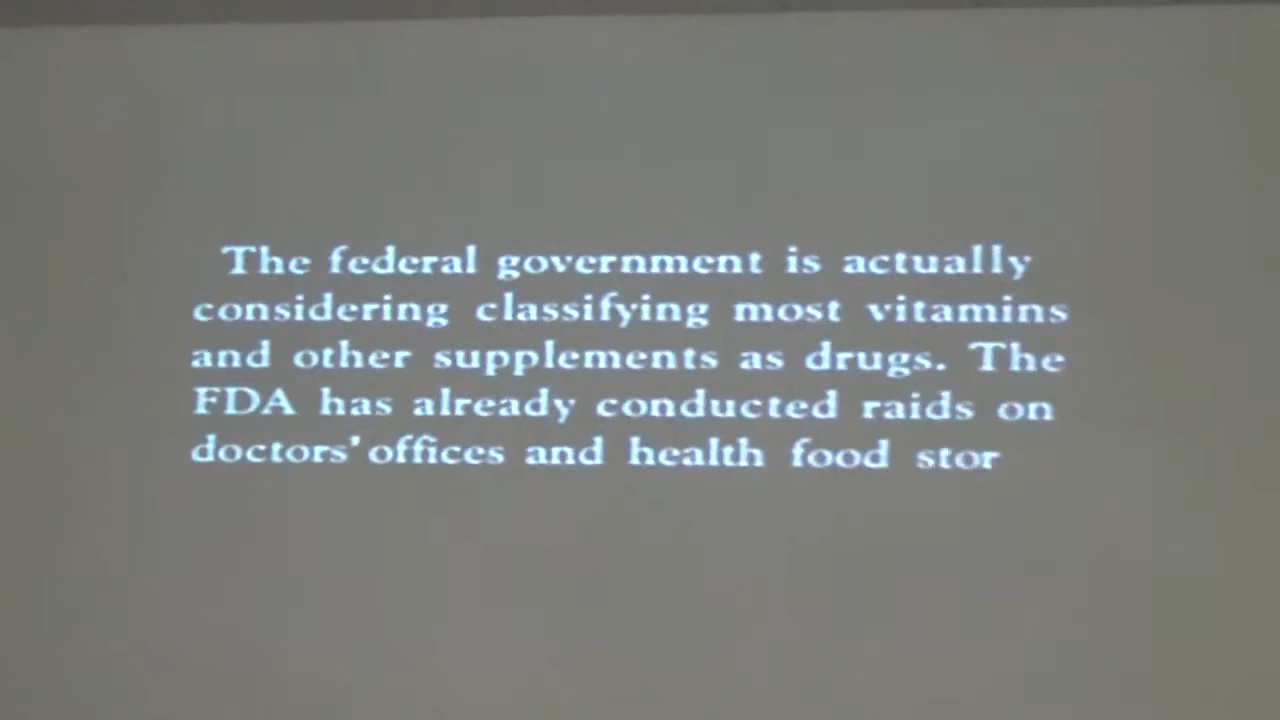 The federal government is actually
considering classifying most vitamins
and other supplements as drugs. The
FDA has already conducted raids on
doctors' offices and health food stor